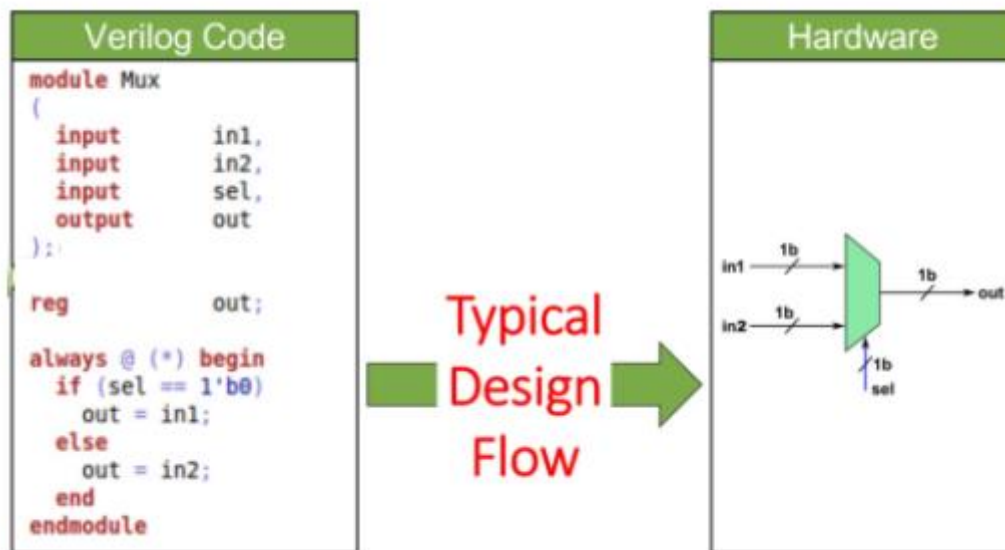 Verilog Code
module Mux
(
input in1,
input in2,
input sel,
output out
);
reg out;
always @ (*) begin
if (sel == 1'b0)
out = in1;
else
out = in2;
end
endmodule
Typical
Design
Flow
Hardware
in1 1b
1b out
in2 1b
1b
sel